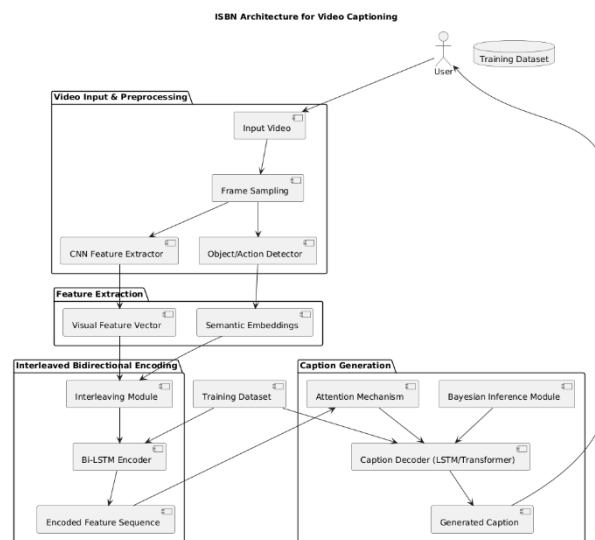 ISBN Architecture for Video Captioning
User
Training Dataset
Video Input & Preprocessing
Input Video
Frame Sampling
CNN Feature Extractor
Object/Action Detector
Feature Extraction
Visual Feature Vector
Semantic Embeddings
Interleaved Bidirectional Encoding
Caption Generation
Interleaving Module
Training Dataset
Attention Mechanism
Bayesian Inference Module
Bi-LSTM Encoder
Caption Decoder (LSTM/Transformer)
Encoded Feature Sequence
Generated Caption